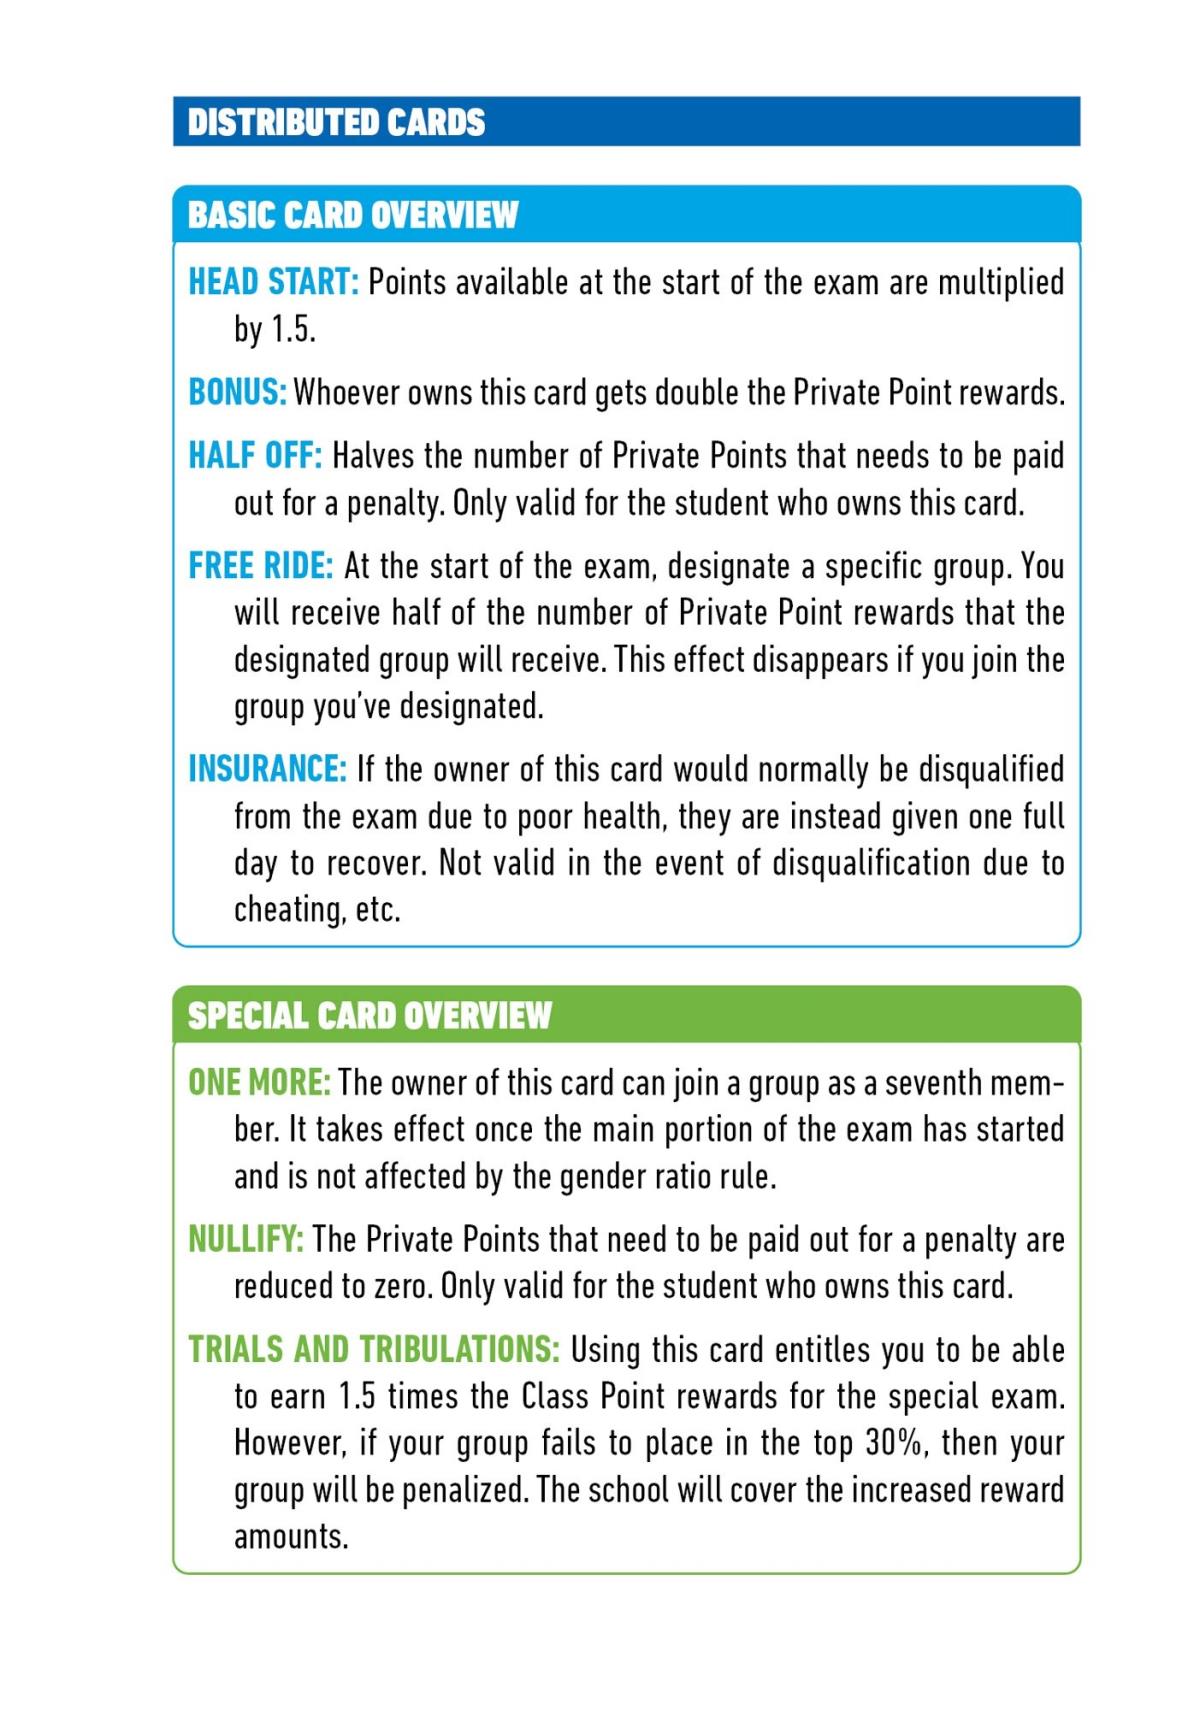 DISTRIBUTED CARDS
BASIC CARD OVERVIEW
HEAD START: Points available at the start of the exam are multiplied
by 1.5.
BONUS: Whoever owns this card gets double the Private Point rewards.
HALF OFF: Halves the number of Private Points that needs to be paid
out for a penalty. Only valid for the student who owns this card.
FREE RIDE: At the start of the exam, designate a specific group. You
will receive half of the number of Private Point rewards that the
designated group will receive. This effect disappears if you join the
group you’ve designated.
INSURANCE: If the owner of this card would normally be disqualified
from the exam due to poor health, they are instead given one full
day to recover. Not valid in the event of disqualification due to
cheating, etc.
SPECIAL CARD OVERVIEW
ONE MORE: The owner of this card can join a group as a seventh mem-
ber. It takes effect once the main portion of the exam has started
and is not affected by the gender ratio rule.
NULLIFY: The Private Points that need to be paid out for a penalty are
reduced to zero. Only valid for the student who owns this card.
TRIALS AND TRIBULATIONS: Using this card entitles you to be able
to earn 1.5 times the Class Point rewards for the special exam.
However, if your group fails to place in the top 30%, then your
group will be penalized. The school will cover the increased reward
amounts.